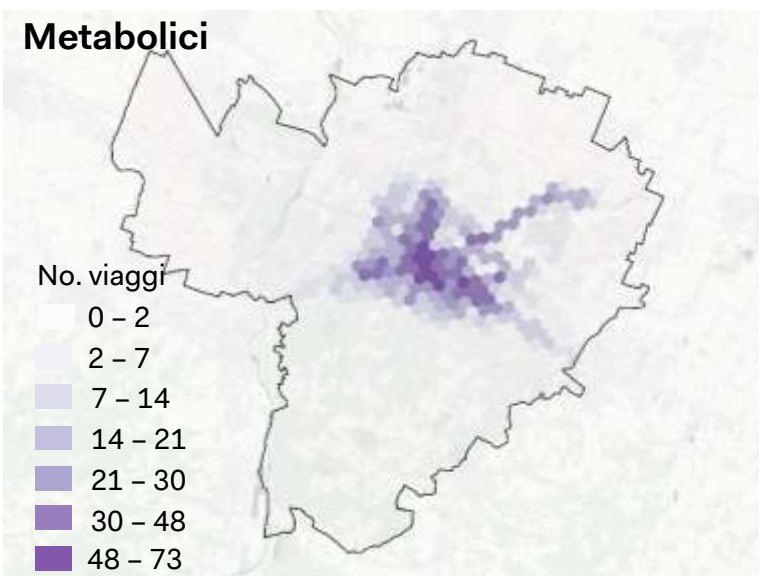 Metabolici
No. viaggi
0 – 2
2 – 7
7 – 14
14 – 21
21 – 30
30 – 48
48 – 73